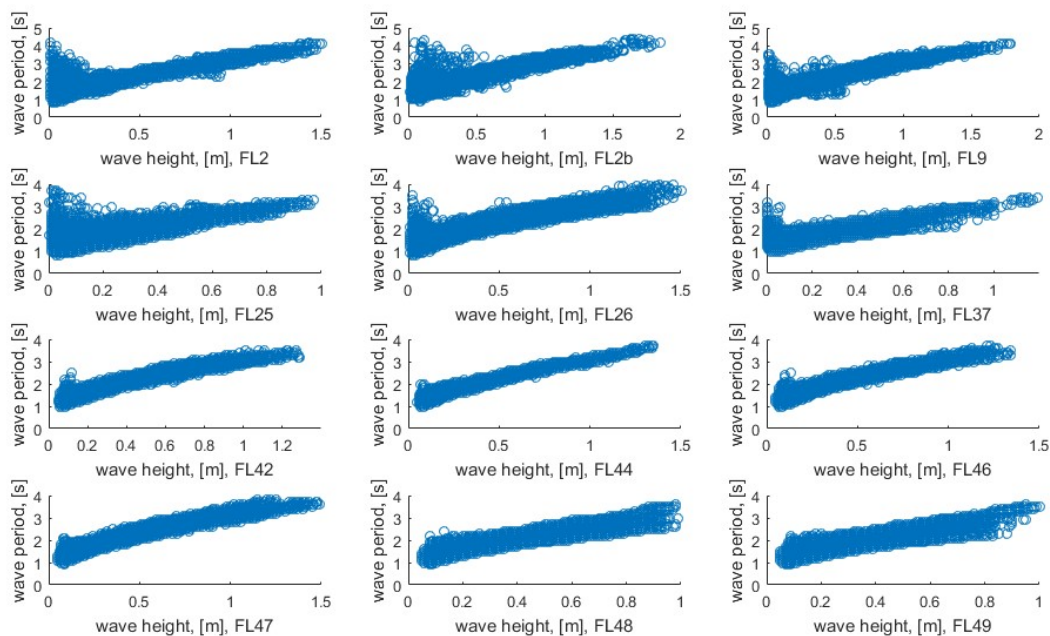 5
4
3
2
1
0
wave period, [s]
0 0.5 1 1.5
wave height, [m], FL2
5
4
3
2
1
0
wave period, [s]
0 0.5 1 1.5 2
wave height, [m], FL2b
5
4
3
2
1
0
wave period, [s]
0 0.5 1 1.5 2
wave height, [m], FL9
4
3
2
1
0
wave period, [s]
0 0.2 0.4 0.6 0.8 1
wave height, [m], FL25
4
3
2
1
0
wave period, [s]
0 0.5 1 1.5
wave height, [m], FL26
4
3
2
1
0
wave period, [s]
0 0.2 0.4 0.6 0.8 1
wave height, [m], FL37
4
3
2
1
0
wave period, [s]
0 0.2 0.4 0.6 0.8 1 1.2
wave height, [m], FL42
4
3
2
1
0
wave period, [s]
0 0.5 1 1.5
wave height, [m], FL44
4
3
2
1
0
wave period, [s]
0 0.5 1 1.5
wave height, [m], FL46
4
3
2
1
0
wave period, [s]
0 0.5 1 1.5
wave height, [m], FL47
4
3
2
1
0
wave period, [s]
0 0.2 0.4 0.6 0.8 1
wave height, [m], FL48
4
3
2
1
0
wave period, [s]
0 0.2 0.4 0.6 0.8 1
wave height, [m], FL49